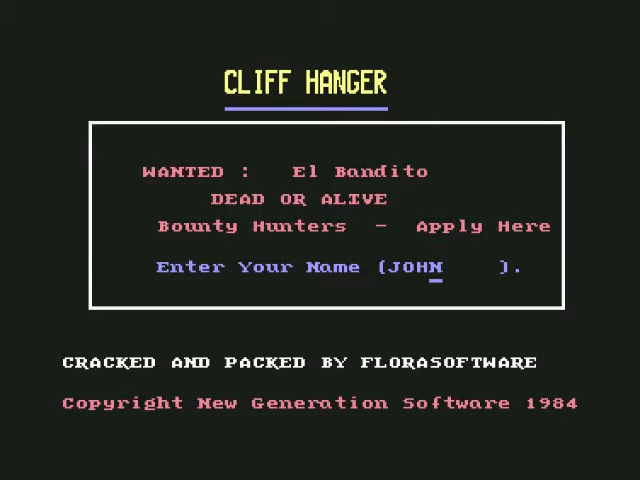 CLIFF HANGER
WANTED : El Bandito
DEAD OR ALIVE
Bounty Hunters - Apply Here
Enter Your Name (JOHN ).
CRACKED AND PACKED BY FLORASOFTWARE
Copyright New Generation Software 1984